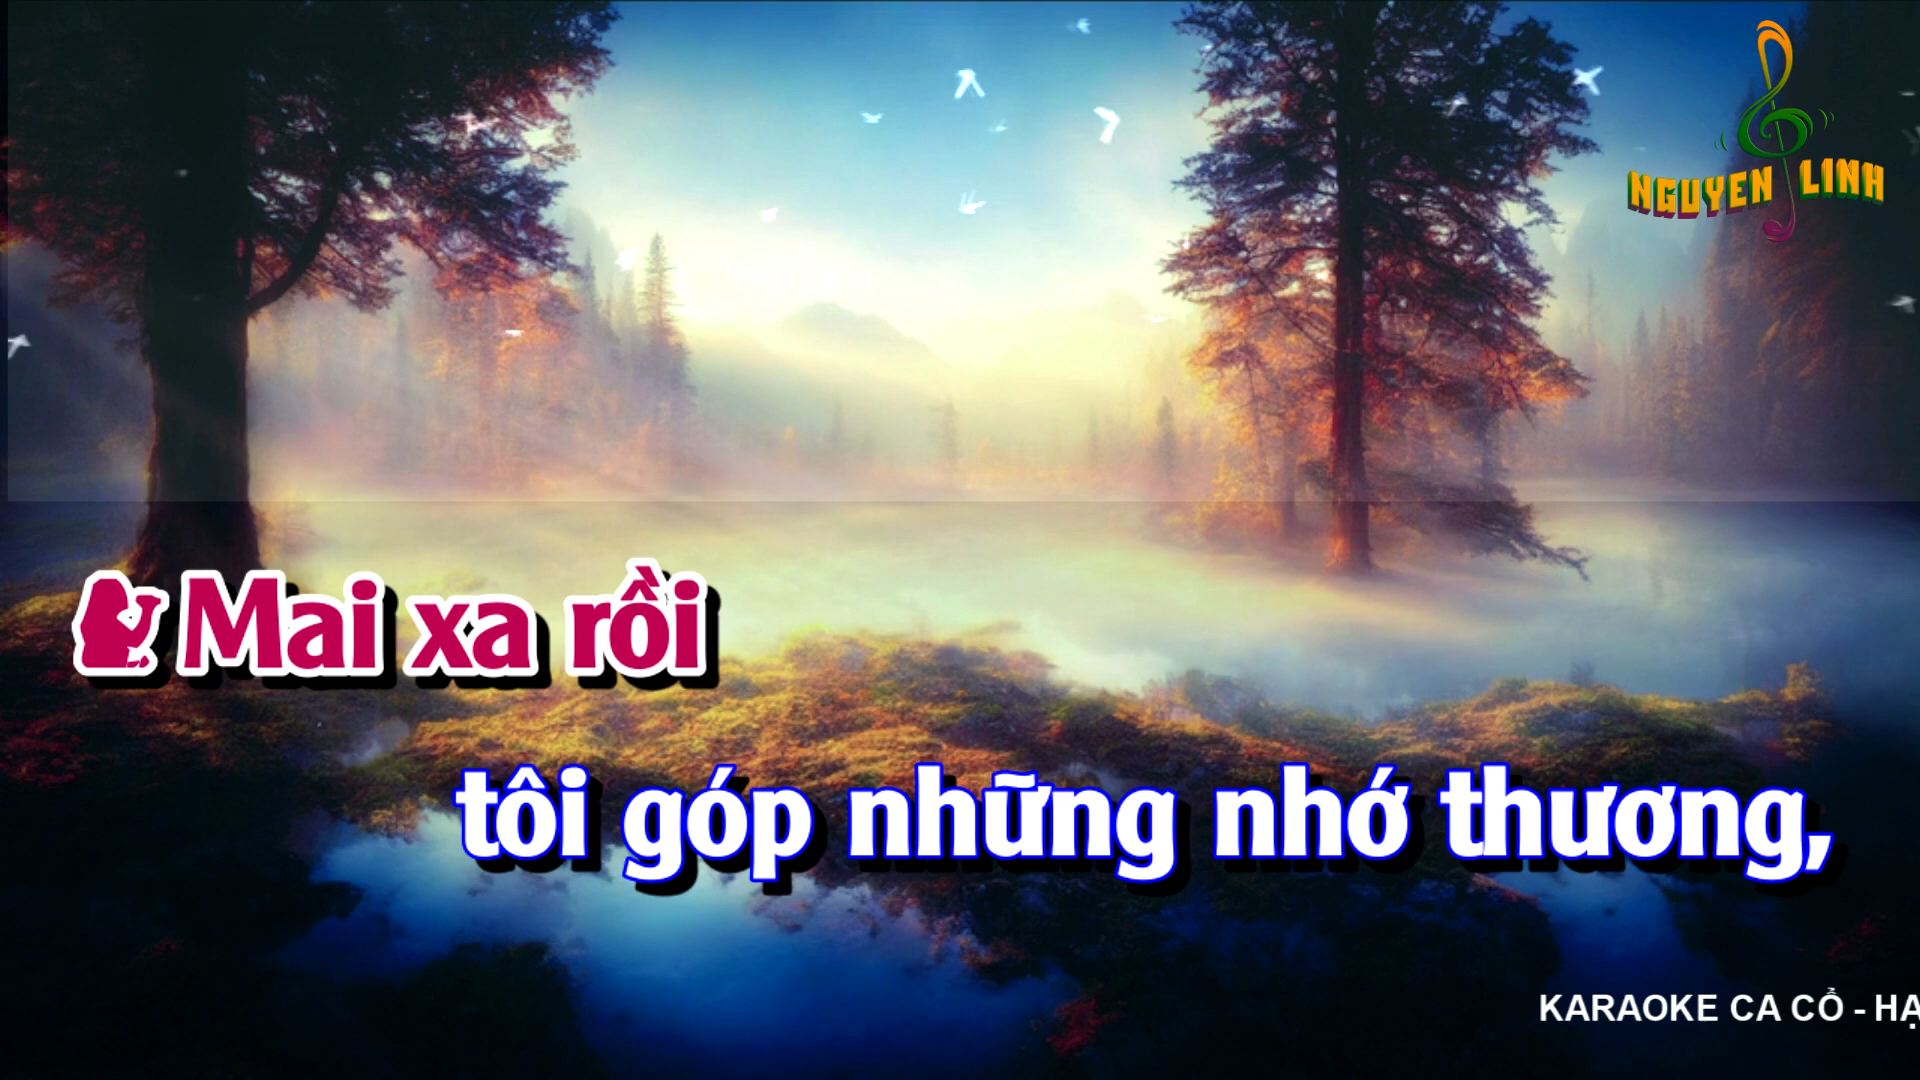 NGUYEN LINH
Mai xa rồi
tôi góp những nhớ thương,
KARAOKE CA CỔ - HẠ